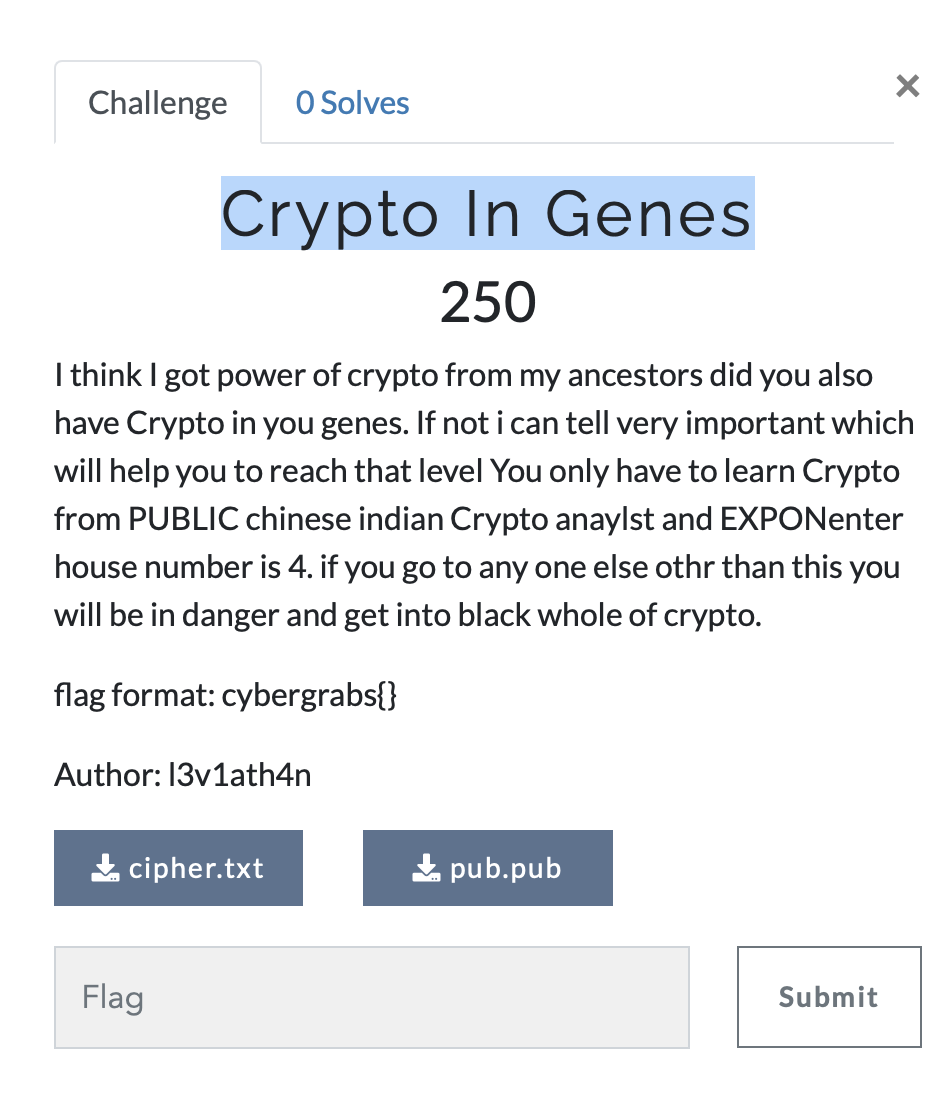 Challenge
0 Solves
×
Crypto In Genes
250
I think I got power of crypto from my ancestors did you also
have Crypto in you genes. If not i can tell very important which
will help you to reach that level You only have to learn Crypto
from PUBLIC chinese indian Crypto anaylst and EXPONenter
house number is 4. if you go to any one else othr than this you
will be in danger and get into black whole of crypto.
flag format: cybergrabs{}
Author: l3v1ath4n
cipher.txt
pub.pub
Flag
Submit